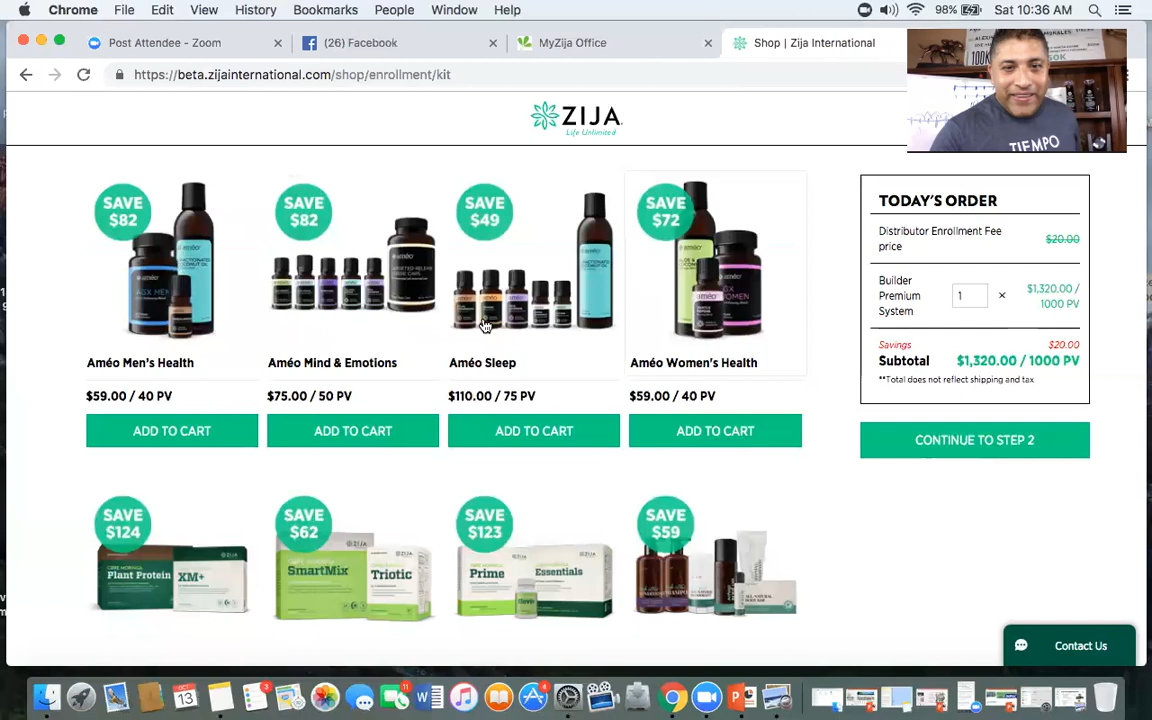 Chrome File Edit View History Bookmarks People Window Help
98% Sat 10:36 AM
Post Attendee - Zoom
(26) Facebook
MyZija Office
Shop | Zija International
https://beta.zijainternational.com/shop/enrollment/kit
ZIJA
Life Unlimited
TIEMPO
SAVE
$82
SAVE
$82
SAVE
$49
SAVE
$72
Améo Men's Health
Améo Mind & Emotions
Améo Sleep
Améo Women's Health
$59.00 / 40 PV
$75.00 / 50 PV
$110.00 / 75 PV
$59.00 / 40 PV
ADD TO CART
ADD TO CART
ADD TO CART
ADD TO CART
SAVE
$124
SAVE
$62
SAVE
$123
SAVE
$59
Plant Protein
XM+
SmartMix
Triotic
Prime
Essentials
TODAY'S ORDER
Distributor Enrollment Fee
price
$20.00
Builder
Premium
System
1 ×
$1,320.00 /
1000 PV
Savings $20.00
Subtotal $1,320.00 / 1000 PV
**Total does not reflect shipping and tax
CONTINUE TO STEP 2
Contact Us
OCT
13
3
11
4